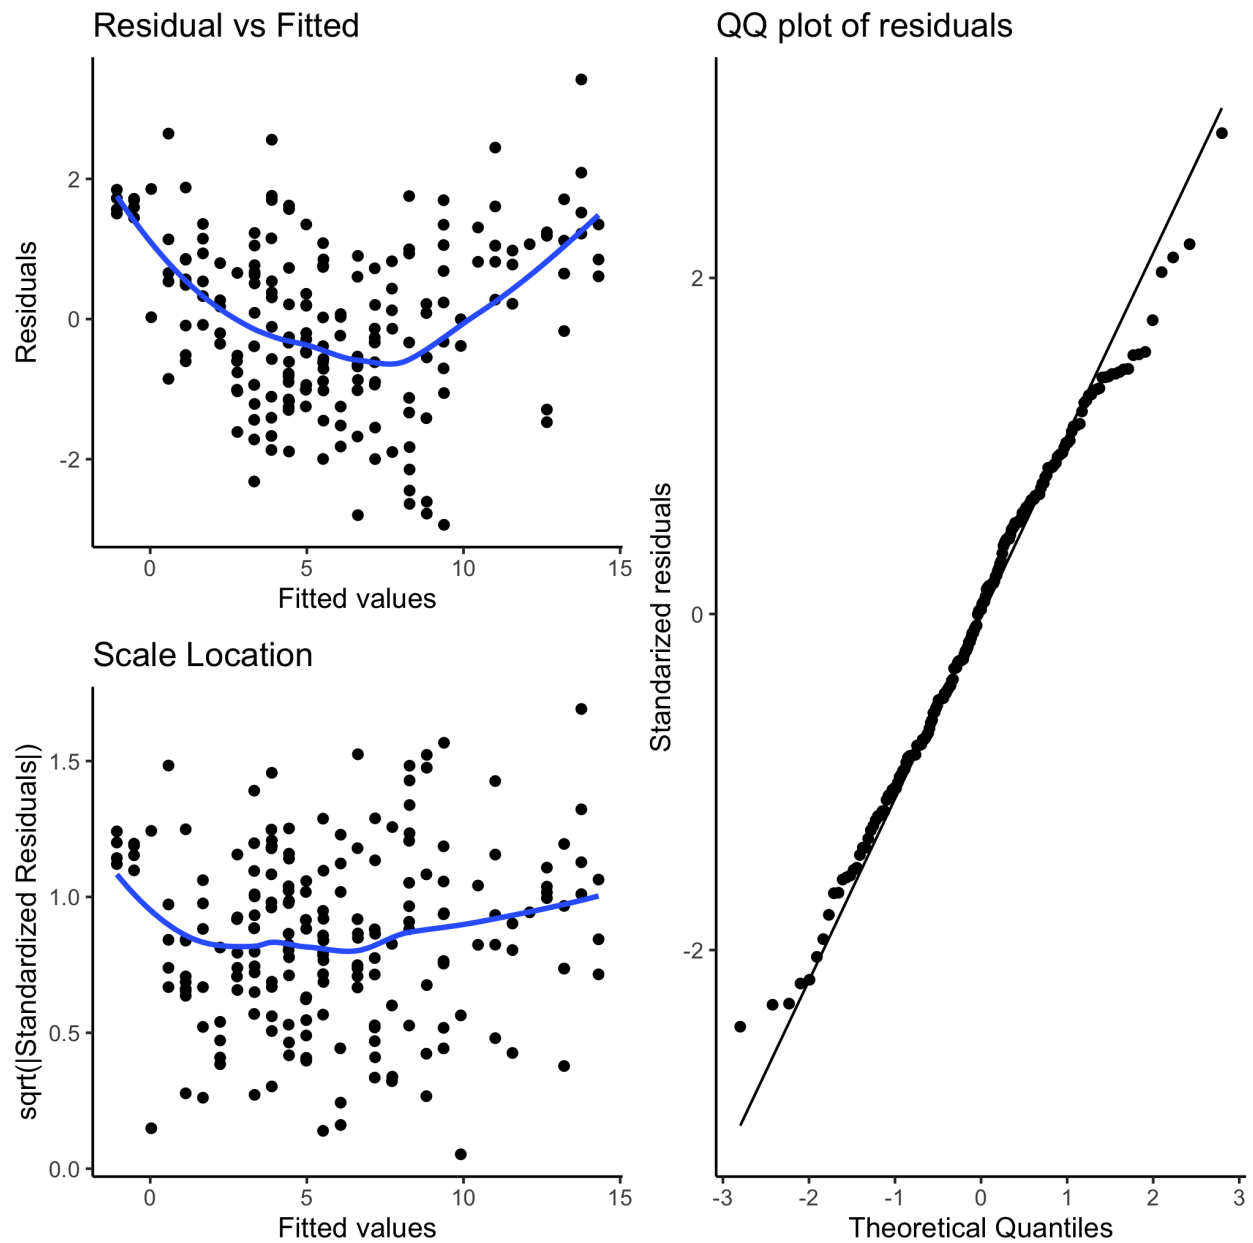 Residual vs Fitted
Residuals
2
0
-2
0 5 10 15
Fitted values
Scale Location
sqrt(|Standardized Residuals|)
1.5
1.0
0.5
0.0
0 5 10 15
Fitted values
QQ plot of residuals
Standarized residuals
2
0
-2
-3 -2 -1 0 1 2 3
Theoretical Quantiles